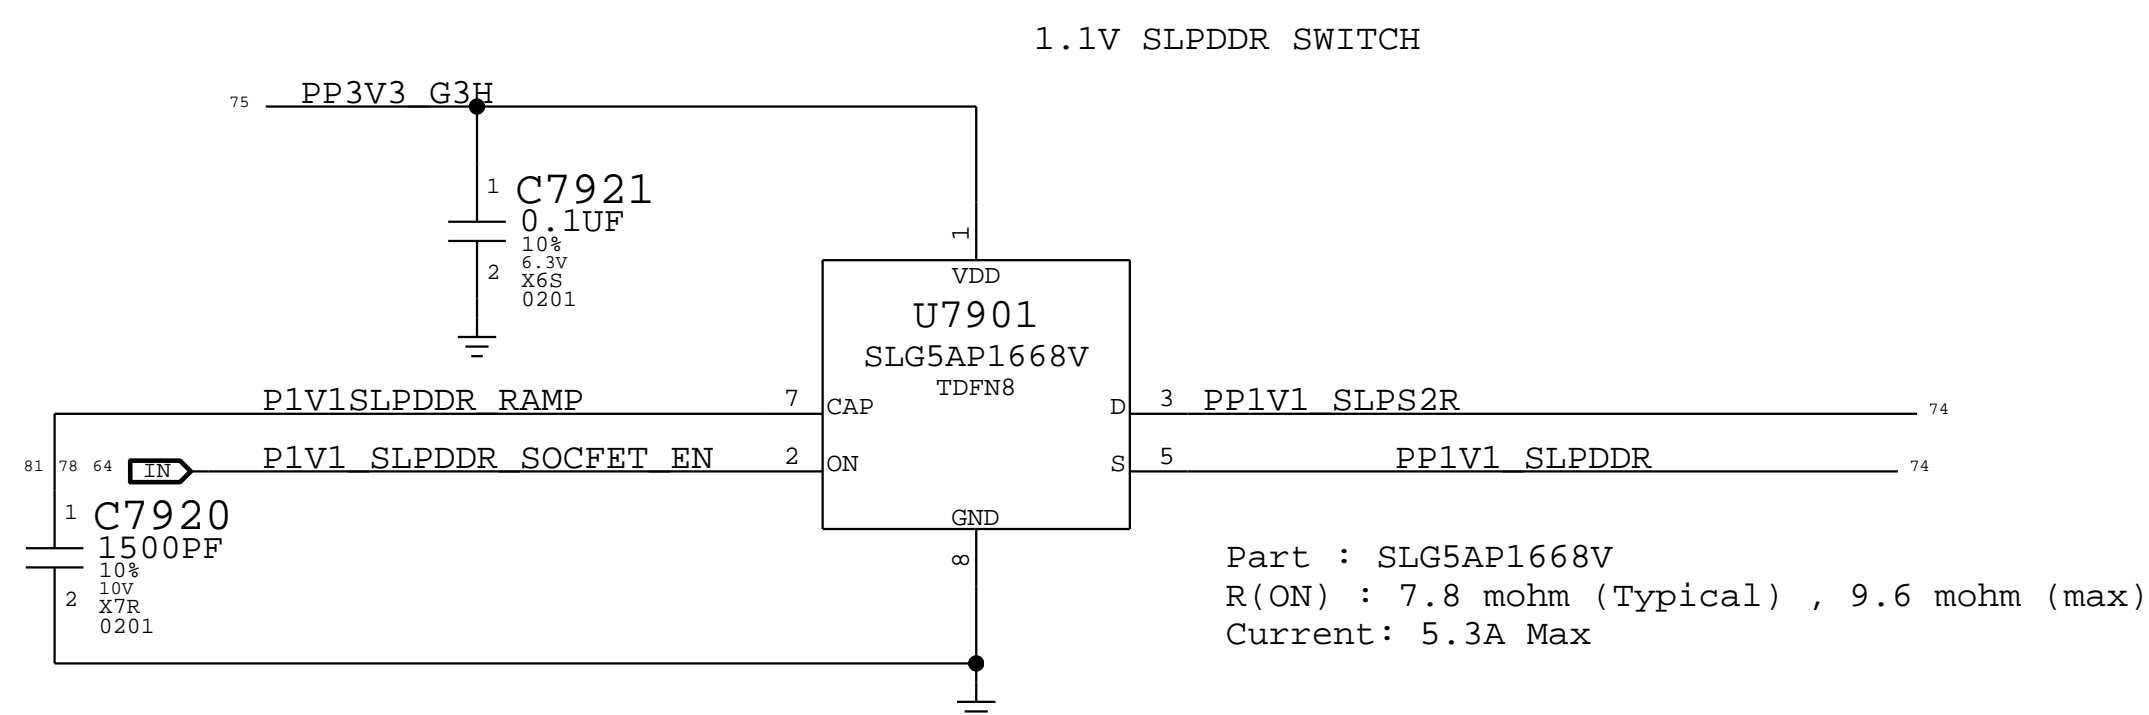 1.1V SLPDDR SWITCH
75 PP3V3_G3H
1 C7921
0.1UF
10%
6.3V
2 X6S
0201
1
VDD
U7901
SLG5AP1668V
TDFN8
P1V1SLPDDR_RAMP 7 CAP D 3 PP1V1_SLPS2R 74
81 78 64 IN P1V1_SLPDDR_SOCFET_EN 2 ON S 5 PP1V1_SLPDDR 74
GND
8
1 C7920
1500PF
10%
10V
2 X7R
0201
Part : SLG5AP1668V
R(ON) : 7.8 mohm (Typical) , 9.6 mohm (max)
Current: 5.3A Max